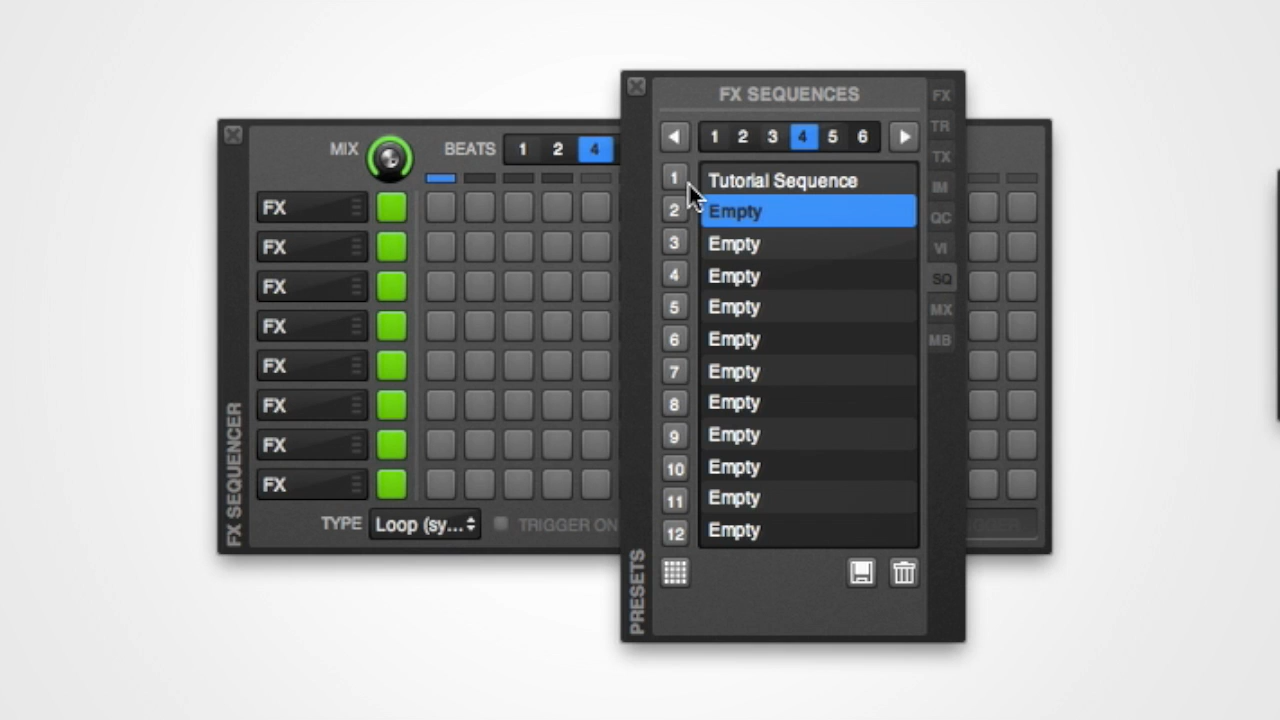 FX SEQUENCES
1 2 3 4 5 6
1 Tutorial Sequence
2 Empty
3 Empty
4 Empty
5 Empty
6 Empty
7 Empty
8 Empty
9 Empty
10 Empty
11 Empty
12 Empty
PRESETS
FX
TR
TX
IM
QC
VI
SQ
MX
MB
MIX
BEATS 1 2 4
FX
FX
FX
FX
FX
FX
FX
FX
TYPE Loop (sy... TRIGGER ON
FX SEQUENCER